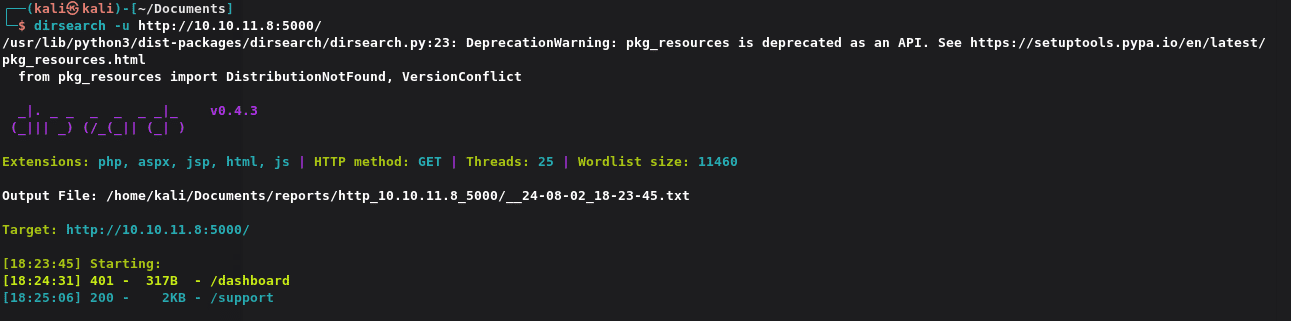 ┌──(kali㉿kali)-[~/Documents]
└─$ dirsearch -u http://10.10.11.8:5000/
/usr/lib/python3/dist-packages/dirsearch/dirsearch.py:23: DeprecationWarning: pkg_resources is deprecated as an API. See https://setuptools.pypa.io/en/latest/
pkg_resources.html
  from pkg_resources import DistributionNotFound, VersionConflict

  _|. _ _  _  _  _ _|_    v0.4.3
 (_||| _) (/_(_|| (_| )

Extensions: php, aspx, jsp, html, js | HTTP method: GET | Threads: 25 | Wordlist size: 11460

Output File: /home/kali/Documents/reports/http_10.10.11.8_5000/__24-08-02_18-23-45.txt

Target: http://10.10.11.8:5000/

[18:23:45] Starting:
[18:24:31] 401 -  317B  - /dashboard
[18:25:06] 200 -    2KB - /support